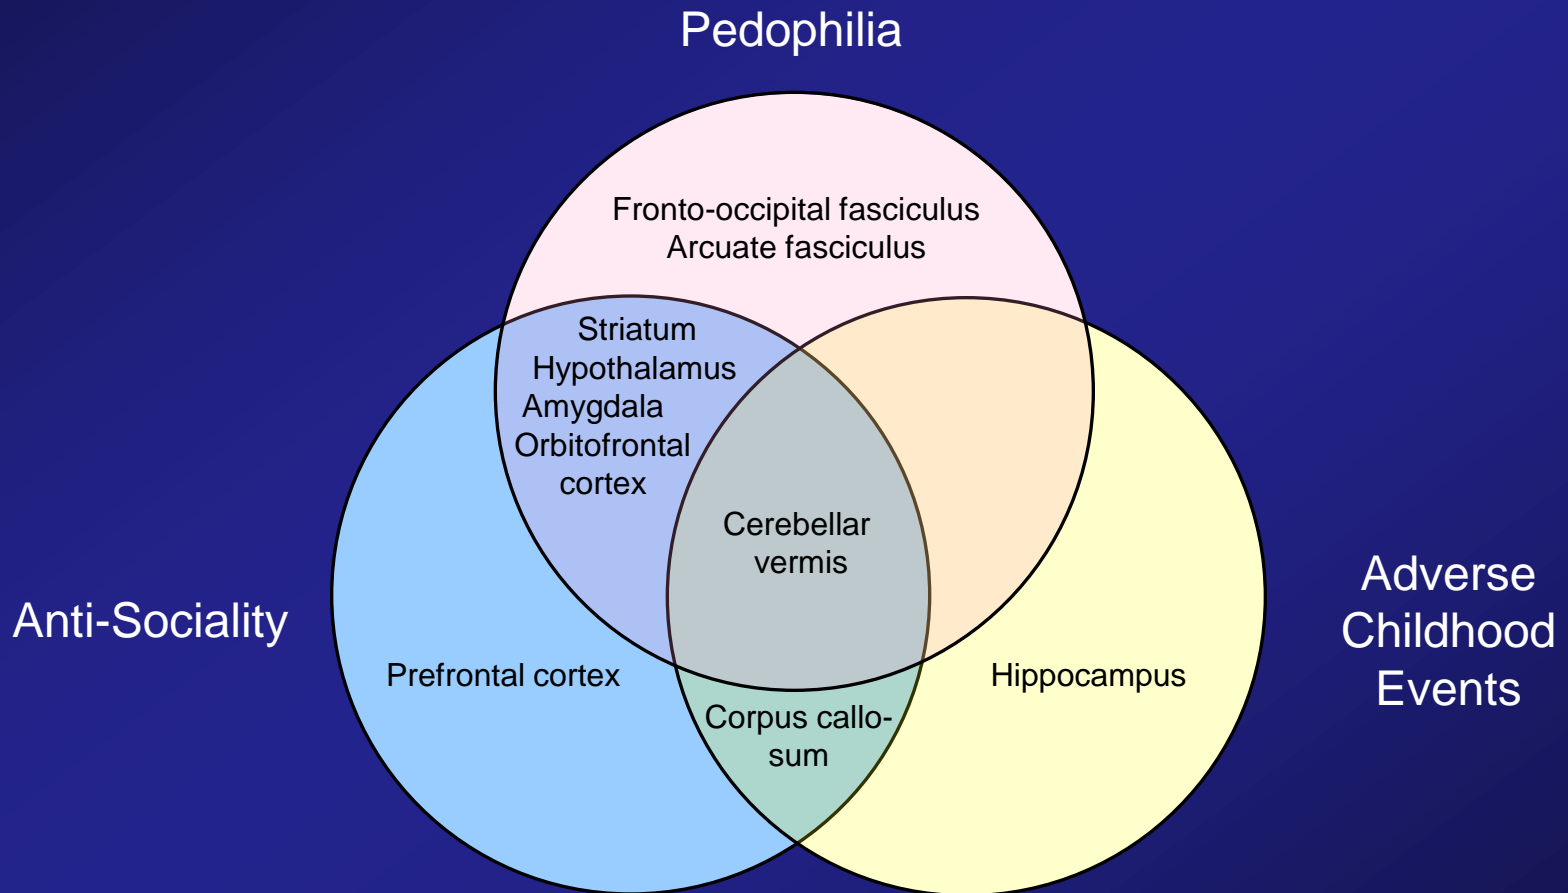 Pedophilia
Fronto-occipital fasciculus
Arcuate fasciculus
Striatum
Hypothalamus
Amygdala
Orbitofrontal
cortex
Cerebellar
vermis
Anti-Sociality
Adverse
Childhood
Events
Prefrontal cortex
Hippocampus
Corpus callo-
sum